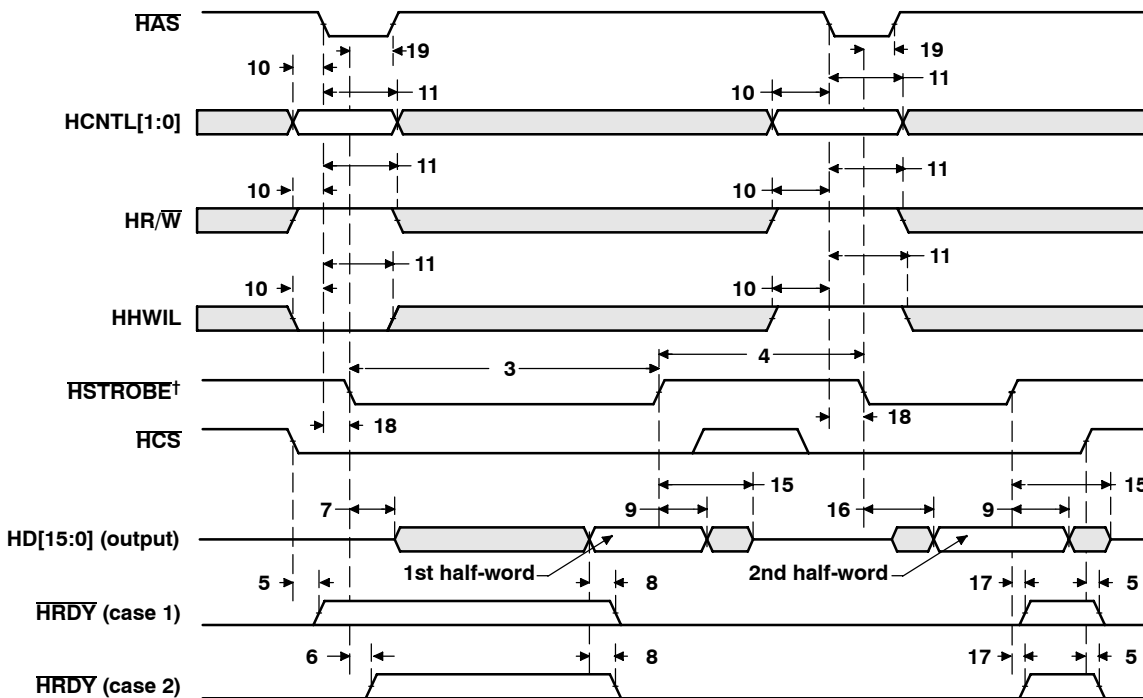 HAS
19
19
10
11
11
10
HCNTL[1:0]
11
11
10
10
HR/W
11
11
10
10
HHWIL
4
3
HSTROBE†
18
18
HCS
15
15
7
9
16
9
HD[15:0] (output)
1st half-word
2nd half-word
5
8
17
5
HRDY (case 1)
6
8
17
5
HRDY (case 2)